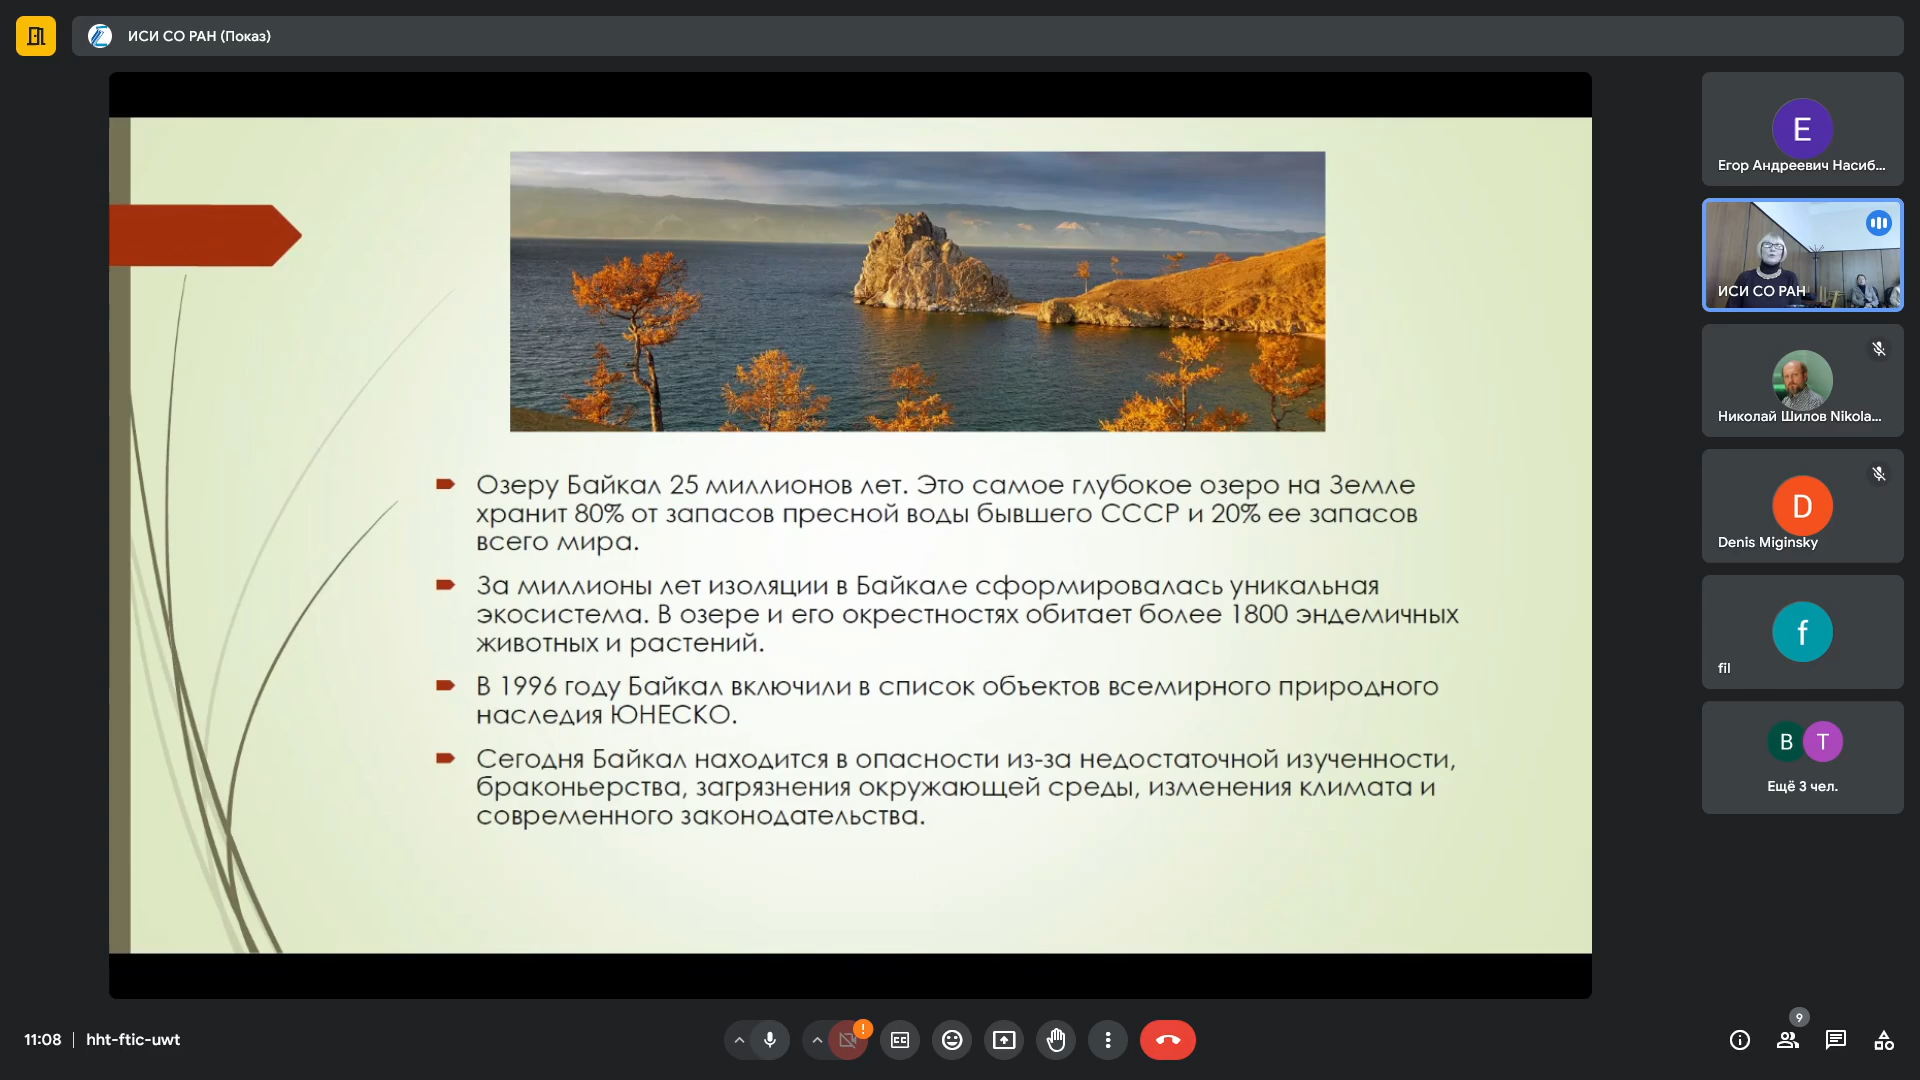 ИСИ СО РАН (Показ)
Озеру Байкал 25 миллионов лет. Это самое глубокое озеро на Земле
хранит 80% от запасов пресной воды бывшего СССР и 20% ее запасов
всего мира.
За миллионы лет изоляции в Байкале сформировалась уникальная
экосистема. В озере и его окрестностях обитает более 1800 эндемичных
животных и растений.
В 1996 году Байкал включили в список объектов всемирного природного
наследия ЮНЕСКО.
Сегодня Байкал находится в опасности из-за недостаточной изученности,
браконьерства, загрязнения окружающей среды, изменения климата и
современного законодательства.
E
Егор Андреевич Насиб...
ИСИ СО РАН
Николай Шилов Nikola...
D
Denis Miginsky
f
fil
B T
Ещё 3 чел.
11:08 | hht-ftic-uwt
!
CC
9